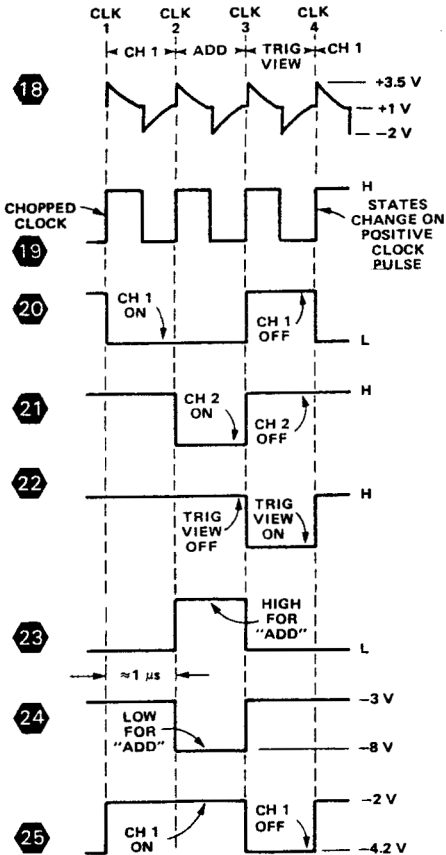 CLK CLK CLK CLK
1 2 3 4
CH 1 ADD TRIG VIEW CH 1
18
+3.5 V
+1 V
−2 V
CHOPPED
CLOCK
19
H
STATES
CHANGE ON
POSITIVE
CLOCK
PULSE
20
CH 1
ON
CH 1
OFF
L
21
CH 2
ON
CH 2
OFF
H
22
TRIG
VIEW
OFF
TRIG
VIEW
ON
H
23
HIGH
FOR
"ADD"
L
≈1 μs
24
LOW
FOR
"ADD"
−3 V
−8 V
25
CH 1
ON
CH 1
OFF
−2 V
−4.2 V